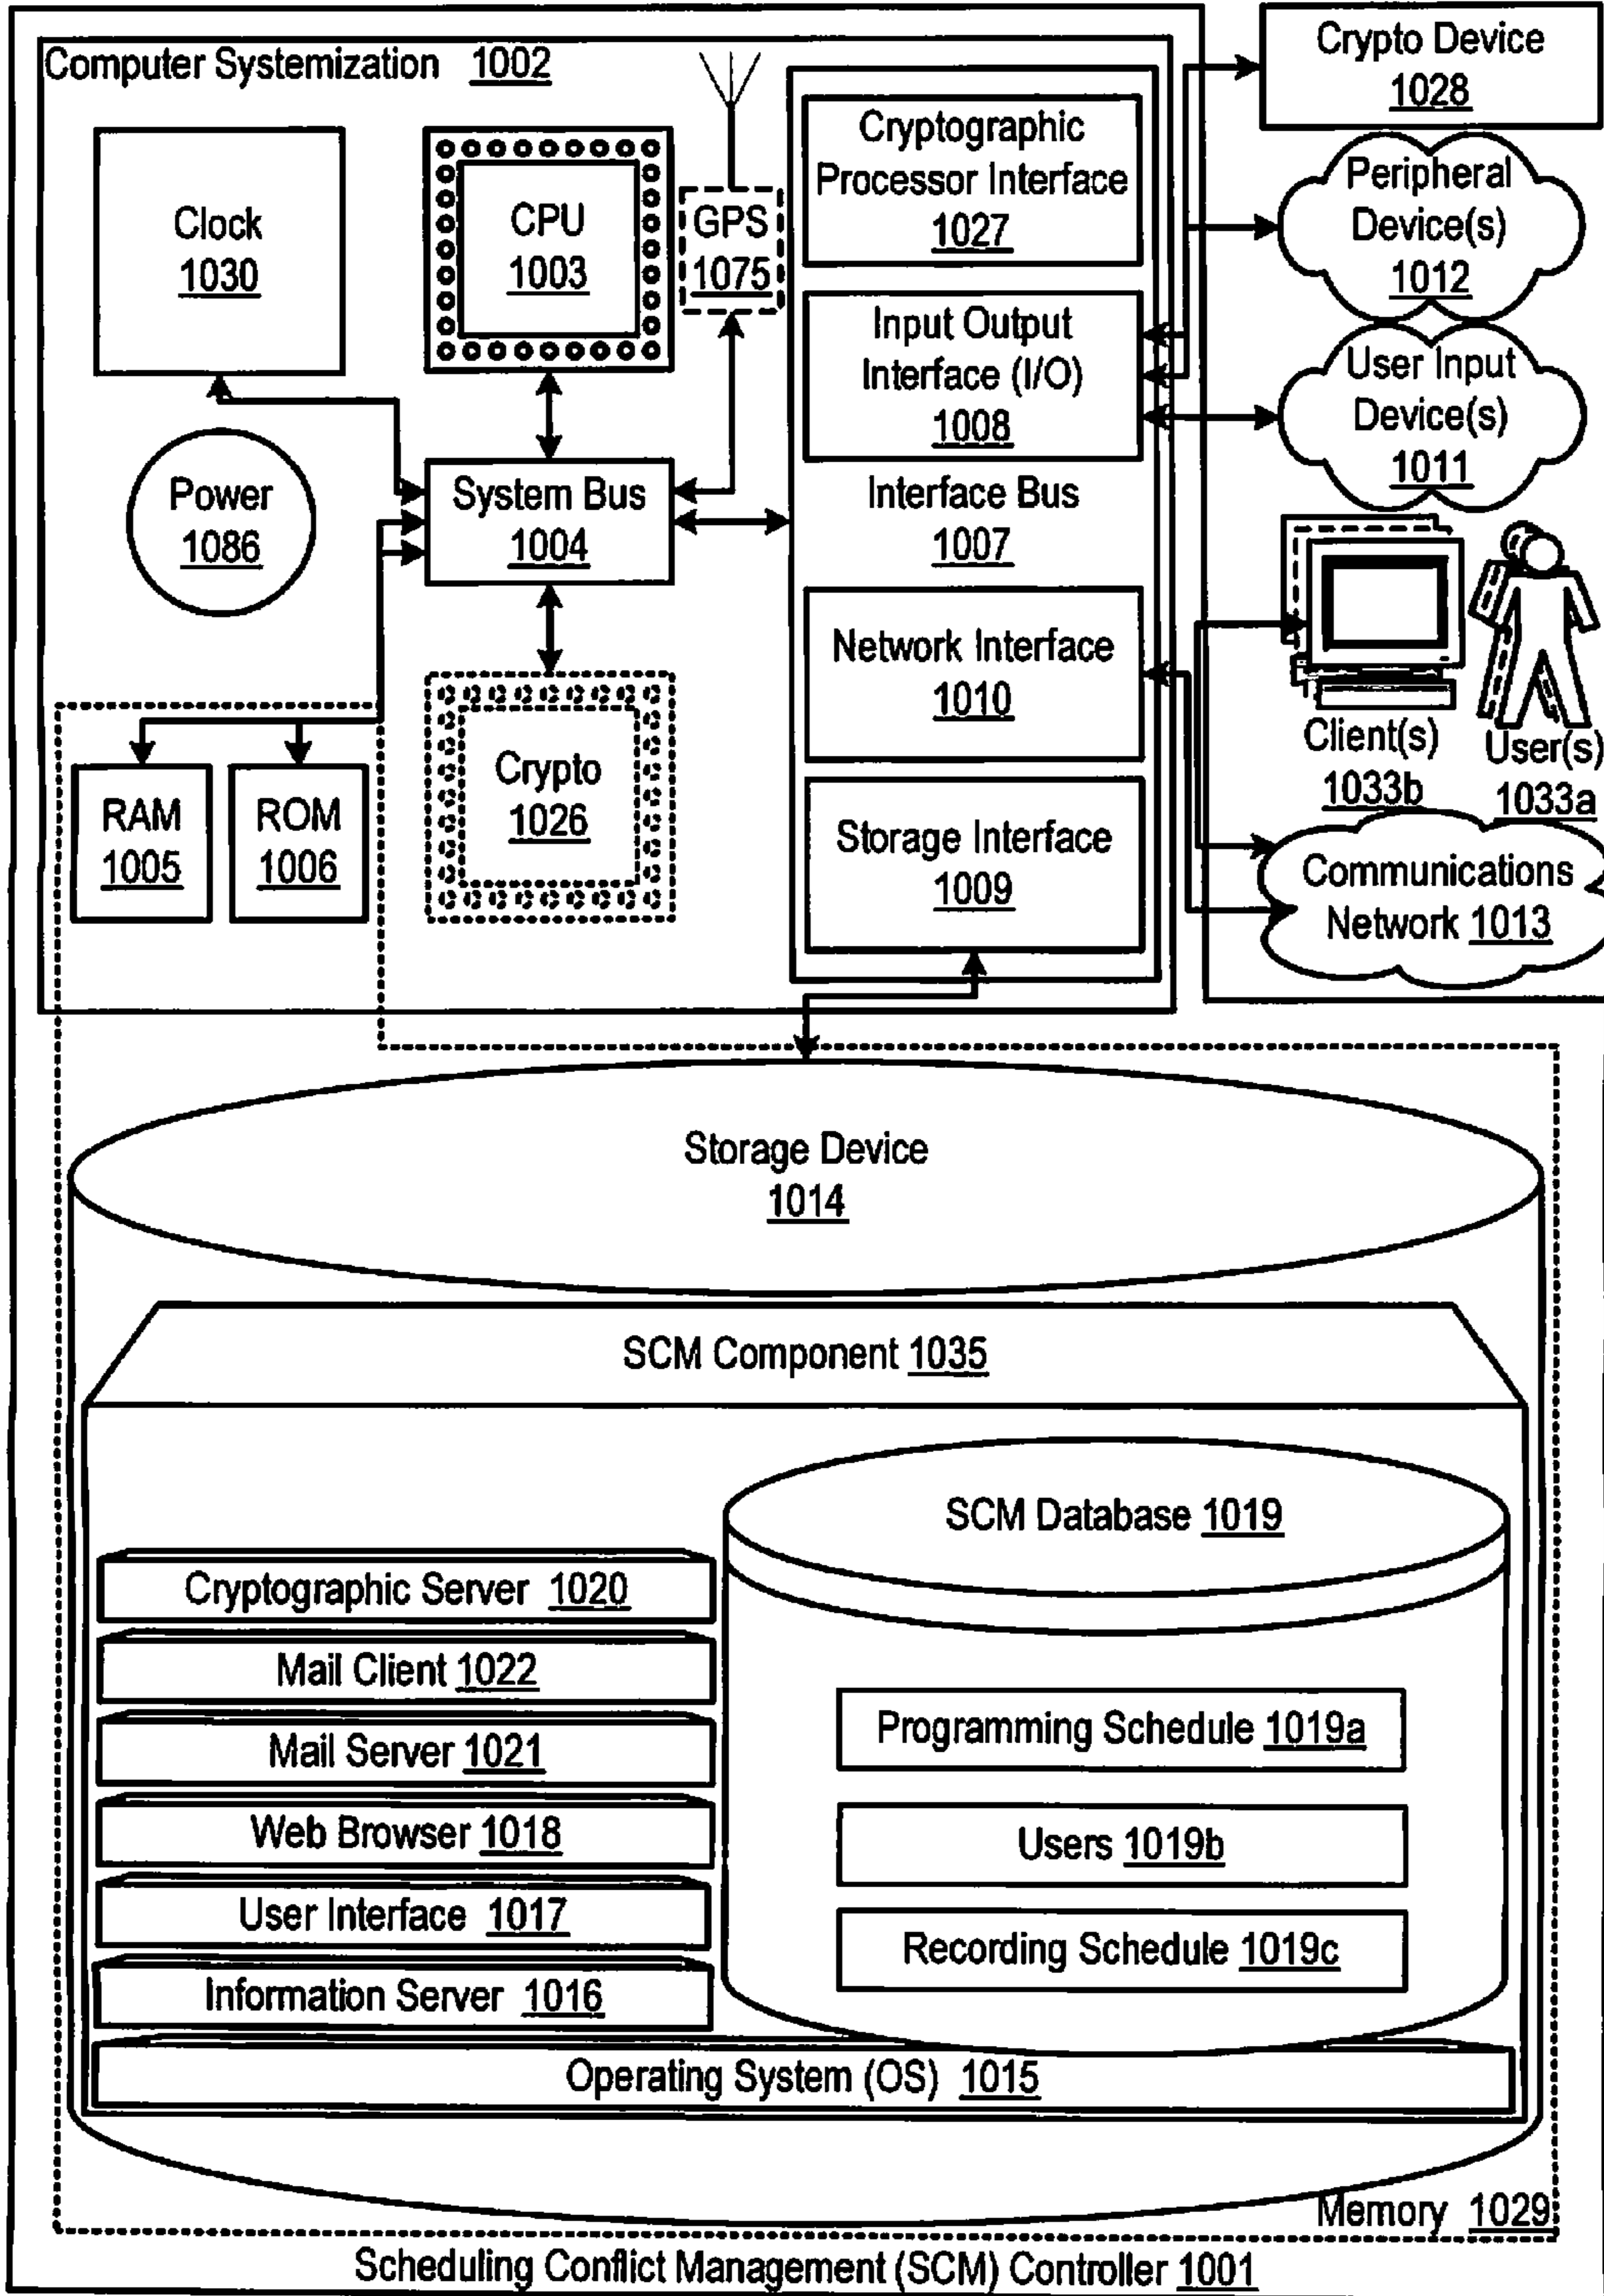 Computer Systemization 1002
Clock
1030
CPU
1003
GPS
1075
Power
1086
System Bus
1004
RAM
1005
ROM
1006
Crypto
1026
Cryptographic
Processor Interface
1027
Input Output
Interface (I/O)
1008
Interface Bus
1007
Network Interface
1010
Storage Interface
1009
Crypto Device
1028
Peripheral
Device(s)
1012
User Input
Device(s)
1011
Client(s)
1033b
User(s)
1033a
Communications
Network 1013
Storage Device
1014
SCM Component 1035
SCM Database 1019
Programming Schedule 1019a
Users 1019b
Recording Schedule 1019c
Cryptographic Server 1020
Mail Client 1022
Mail Server 1021
Web Browser 1018
User Interface 1017
Information Server 1016
Operating System (OS) 1015
Memory 1029
Scheduling Conflict Management (SCM) Controller 1001